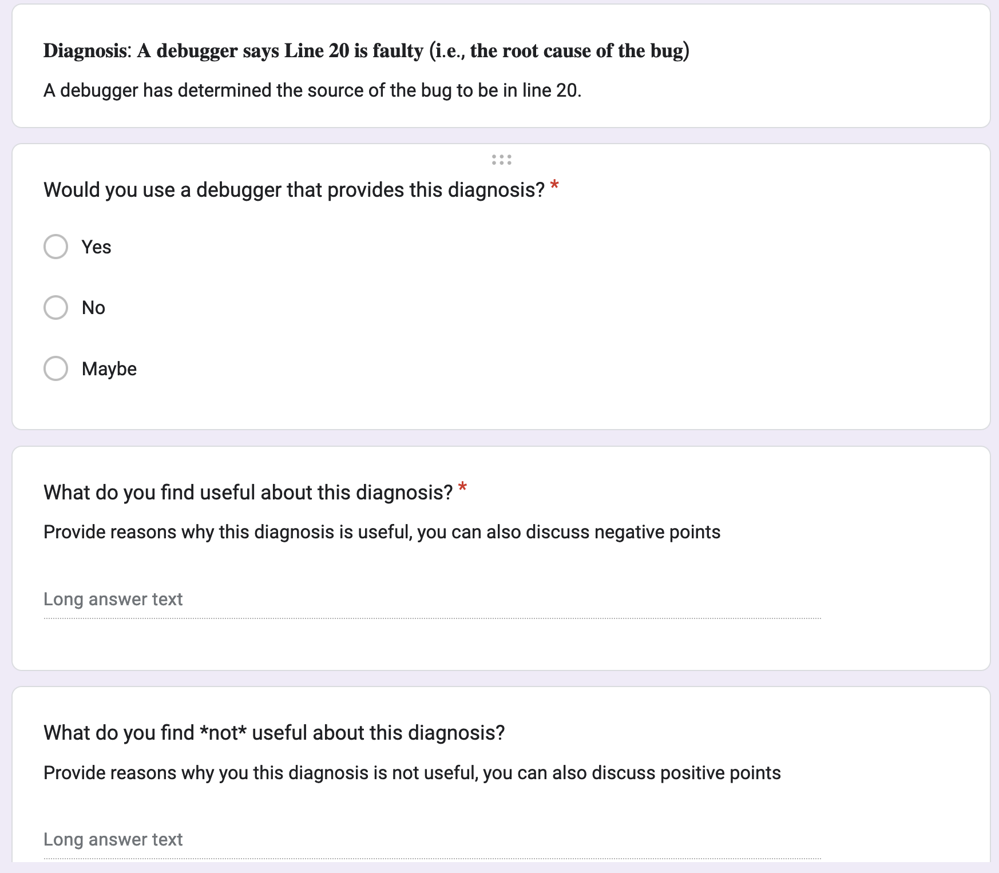 Diagnosis: A debugger says Line 20 is faulty (i.e., the root cause of the bug)
A debugger has determined the source of the bug to be in line 20.
Would you use a debugger that provides this diagnosis? *
Yes
No
Maybe
What do you find useful about this diagnosis? *
Provide reasons why this diagnosis is useful, you can also discuss negative points
Long answer text
What do you find *not* useful about this diagnosis?
Provide reasons why you this diagnosis is not useful, you can also discuss positive points
Long answer text